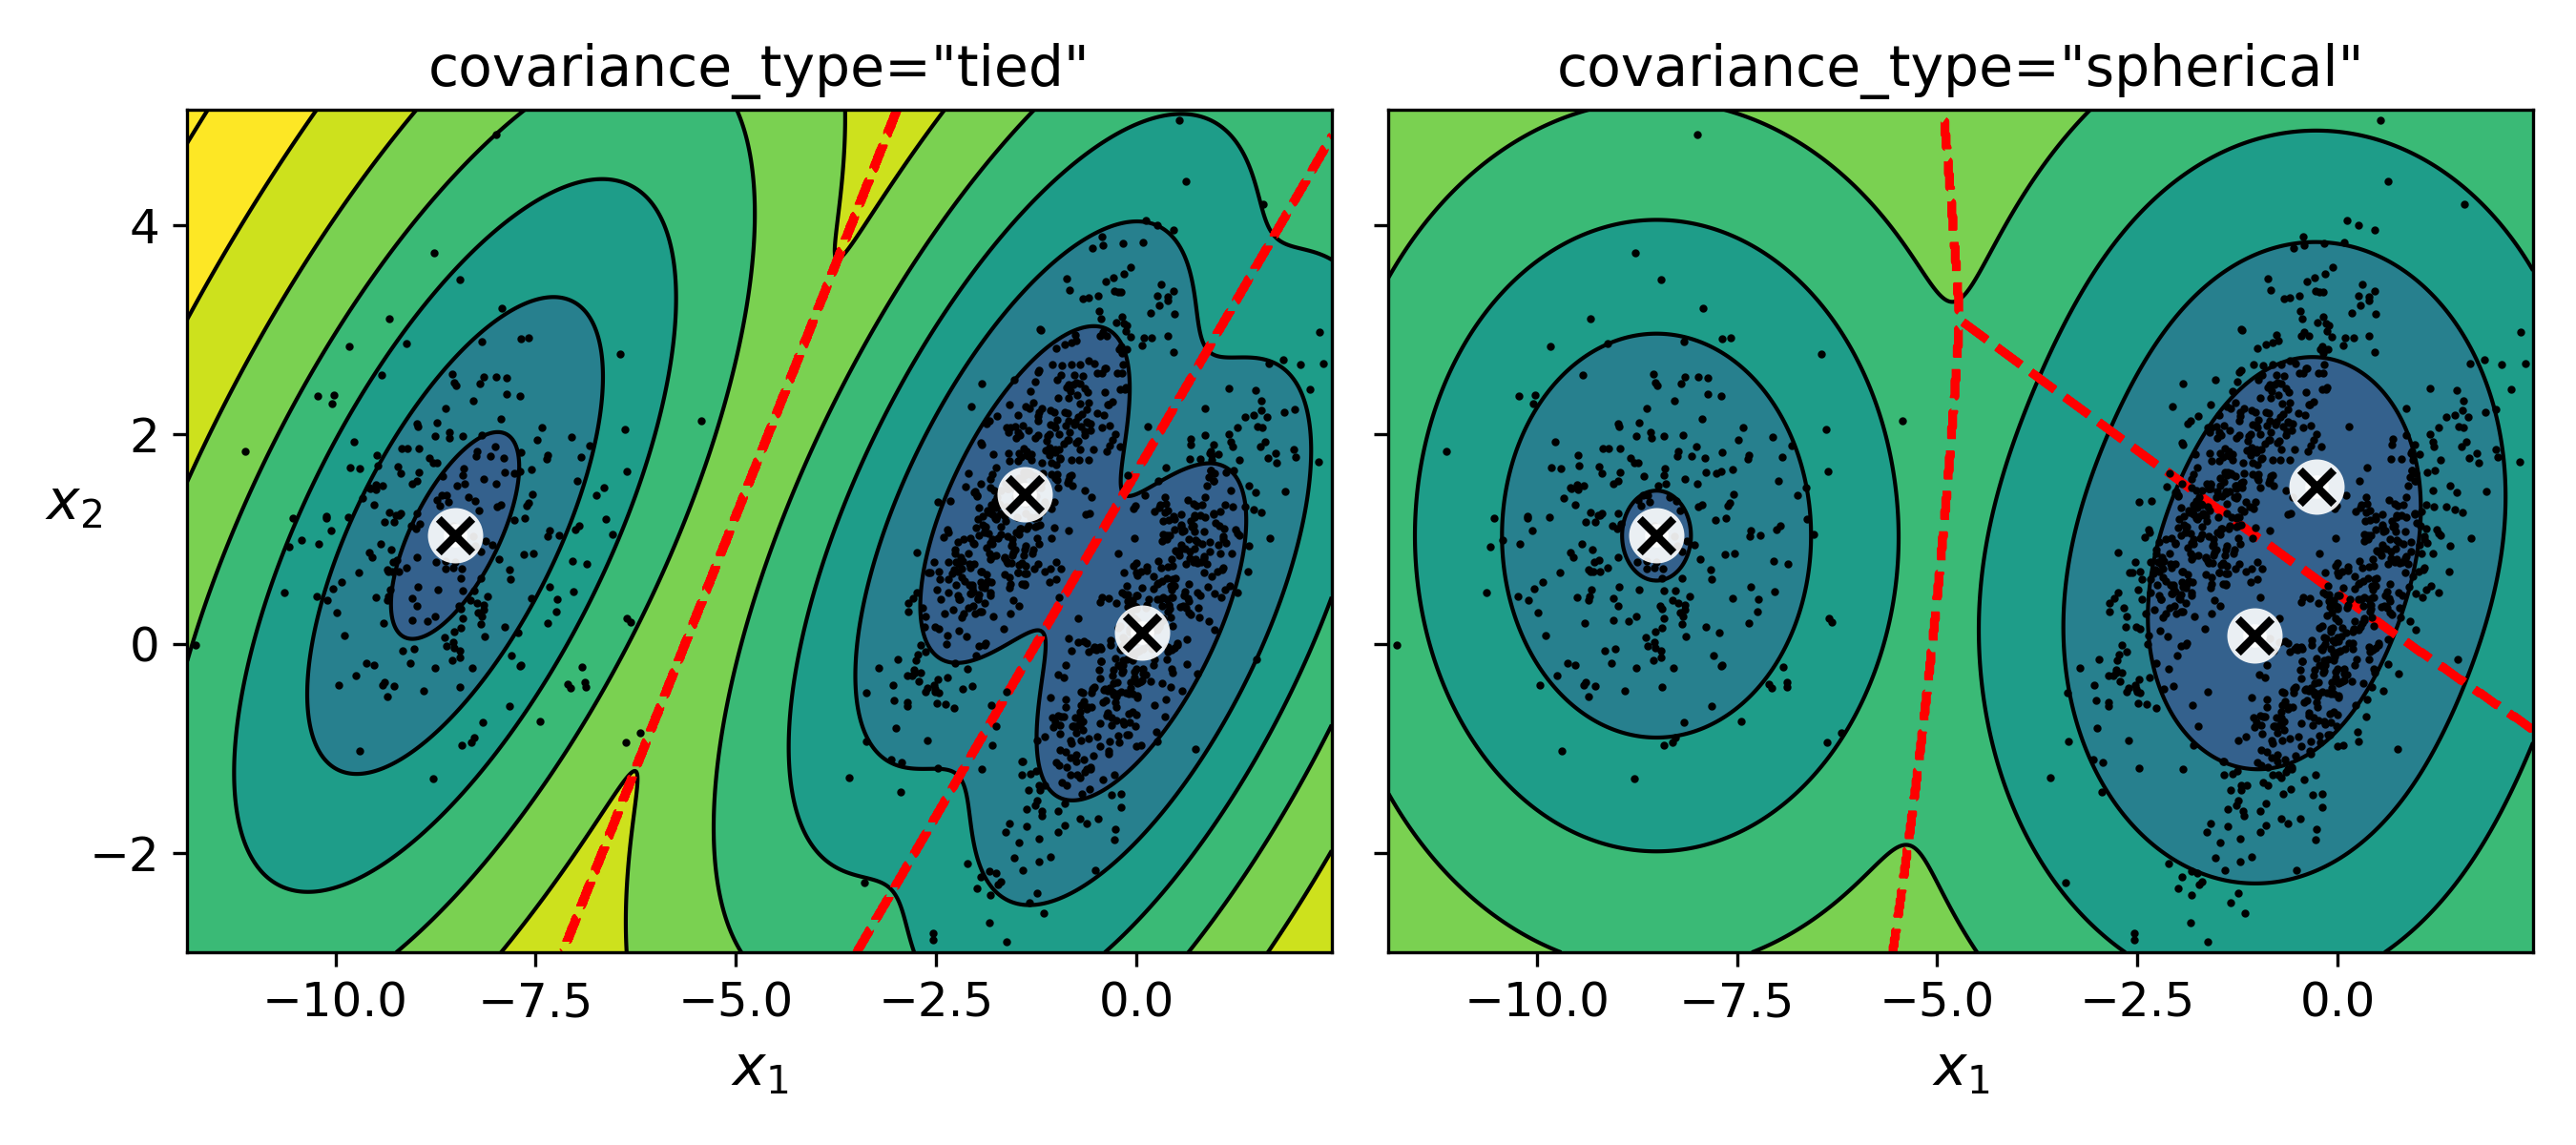 covariance_type="tied"
covariance_type="spherical"
4
2
0
−2
x₂
−10.0 −7.5 −5.0 −2.5 0.0
−10.0 −7.5 −5.0 −2.5 0.0
x₁
x₁